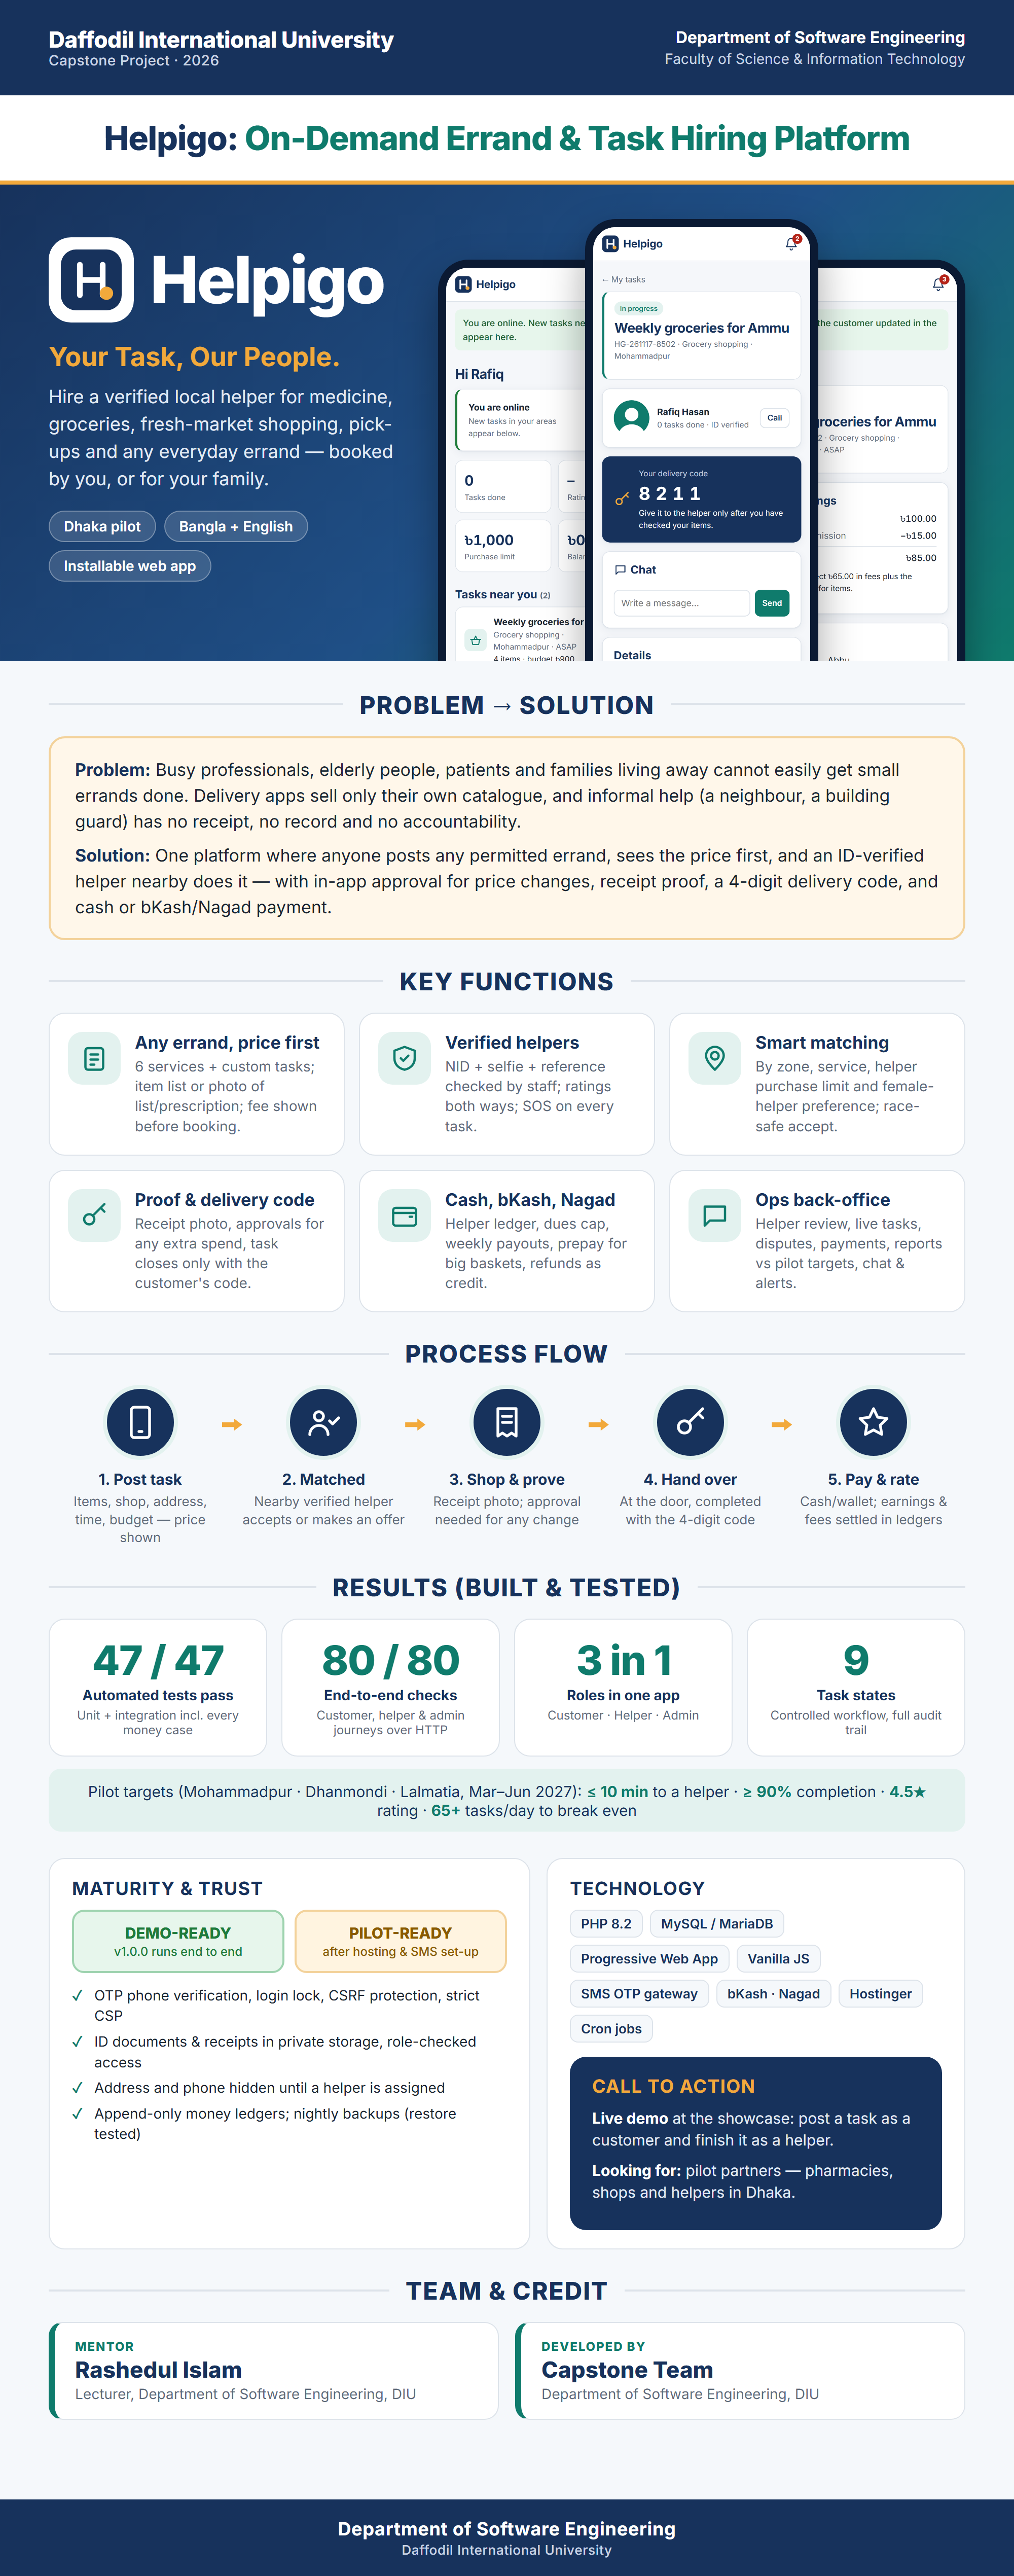 Daffodil International University
Capstone Project · 2026
Department of Software Engineering
Faculty of Science & Information Technology
Helpigo: On-Demand Errand & Task Hiring Platform
H Helpigo
Your Task, Our People.
Hire a verified local helper for medicine,
groceries, fresh-market shopping, pick-
ups and any everyday errand — booked
by you, or for your family.
Dhaka pilot
Bangla + English
Installable web app
H Helpigo
You are online. New tasks ne
appear here.
Hi Rafiq
You are online
New tasks in your areas
appear below.
0
Tasks done
–
Ratin
৳1,000
Purchase limit
৳0
Balan
Tasks near you (2)
Weekly groceries for
Grocery shopping ·
Mohammadpur · ASAP
4 items · budget ৳900
H Helpigo
2
← My tasks
In progress
Weekly groceries for Ammu
HG-261117-8502 · Grocery shopping ·
Mohammadpur
Rafiq Hasan
0 tasks done · ID verified
Call
Your delivery code
8 2 1 1
Give it to the helper only after you have
checked your items.
Chat
Write a message...
Send
Details
3
the customer updated in the
roceries for Ammu
2 · Grocery shopping ·
· ASAP
ngs
৳100.00
mission
−৳15.00
৳85.00
ct ৳65.00 in fees plus the
for items.
Abbu
PROBLEM → SOLUTION
Problem: Busy professionals, elderly people, patients and families living away cannot easily get small
errands done. Delivery apps sell only their own catalogue, and informal help (a neighbour, a building
guard) has no receipt, no record and no accountability.
Solution: One platform where anyone posts any permitted errand, sees the price first, and an ID-verified
helper nearby does it — with in-app approval for price changes, receipt proof, a 4-digit delivery code, and
cash or bKash/Nagad payment.
KEY FUNCTIONS
Any errand, price first
6 services + custom tasks;
item list or photo of
list/prescription; fee shown
before booking.
Verified helpers
NID + selfie + reference
checked by staff; ratings
both ways; SOS on every
task.
Smart matching
By zone, service, helper
purchase limit and female-
helper preference; race-
safe accept.
Proof & delivery code
Receipt photo, approvals for
any extra spend, task
closes only with the
customer's code.
Cash, bKash, Nagad
Helper ledger, dues cap,
weekly payouts, prepay for
big baskets, refunds as
credit.
Ops back-office
Helper review, live tasks,
disputes, payments, reports
vs pilot targets, chat &
alerts.
PROCESS FLOW
1. Post task
Items, shop, address,
time, budget — price
shown
2. Matched
Nearby verified helper
accepts or makes an offer
3. Shop & prove
Receipt photo; approval
needed for any change
4. Hand over
At the door, completed
with the 4-digit code
5. Pay & rate
Cash/wallet; earnings &
fees settled in ledgers
RESULTS (BUILT & TESTED)
47 / 47
Automated tests pass
Unit + integration incl. every
money case
80 / 80
End-to-end checks
Customer, helper & admin
journeys over HTTP
3 in 1
Roles in one app
Customer · Helper · Admin
9
Task states
Controlled workflow, full audit
trail
Pilot targets (Mohammadpur · Dhanmondi · Lalmatia, Mar–Jun 2027): ≤ 10 min to a helper · ≥ 90% completion · 4.5★
rating · 65+ tasks/day to break even
MATURITY & TRUST
DEMO-READY
v1.0.0 runs end to end
PILOT-READY
after hosting & SMS set-up
✓ OTP phone verification, login lock, CSRF protection, strict
CSP
✓ ID documents & receipts in private storage, role-checked
access
✓ Address and phone hidden until a helper is assigned
✓ Append-only money ledgers; nightly backups (restore
tested)
TECHNOLOGY
PHP 8.2
MySQL / MariaDB
Progressive Web App
Vanilla JS
SMS OTP gateway
bKash · Nagad
Hostinger
Cron jobs
CALL TO ACTION
Live demo at the showcase: post a task as a
customer and finish it as a helper.
Looking for: pilot partners — pharmacies,
shops and helpers in Dhaka.
TEAM & CREDIT
MENTOR
Rashedul Islam
Lecturer, Department of Software Engineering, DIU
DEVELOPED BY
Capstone Team
Department of Software Engineering, DIU
Department of Software Engineering
Daffodil International University